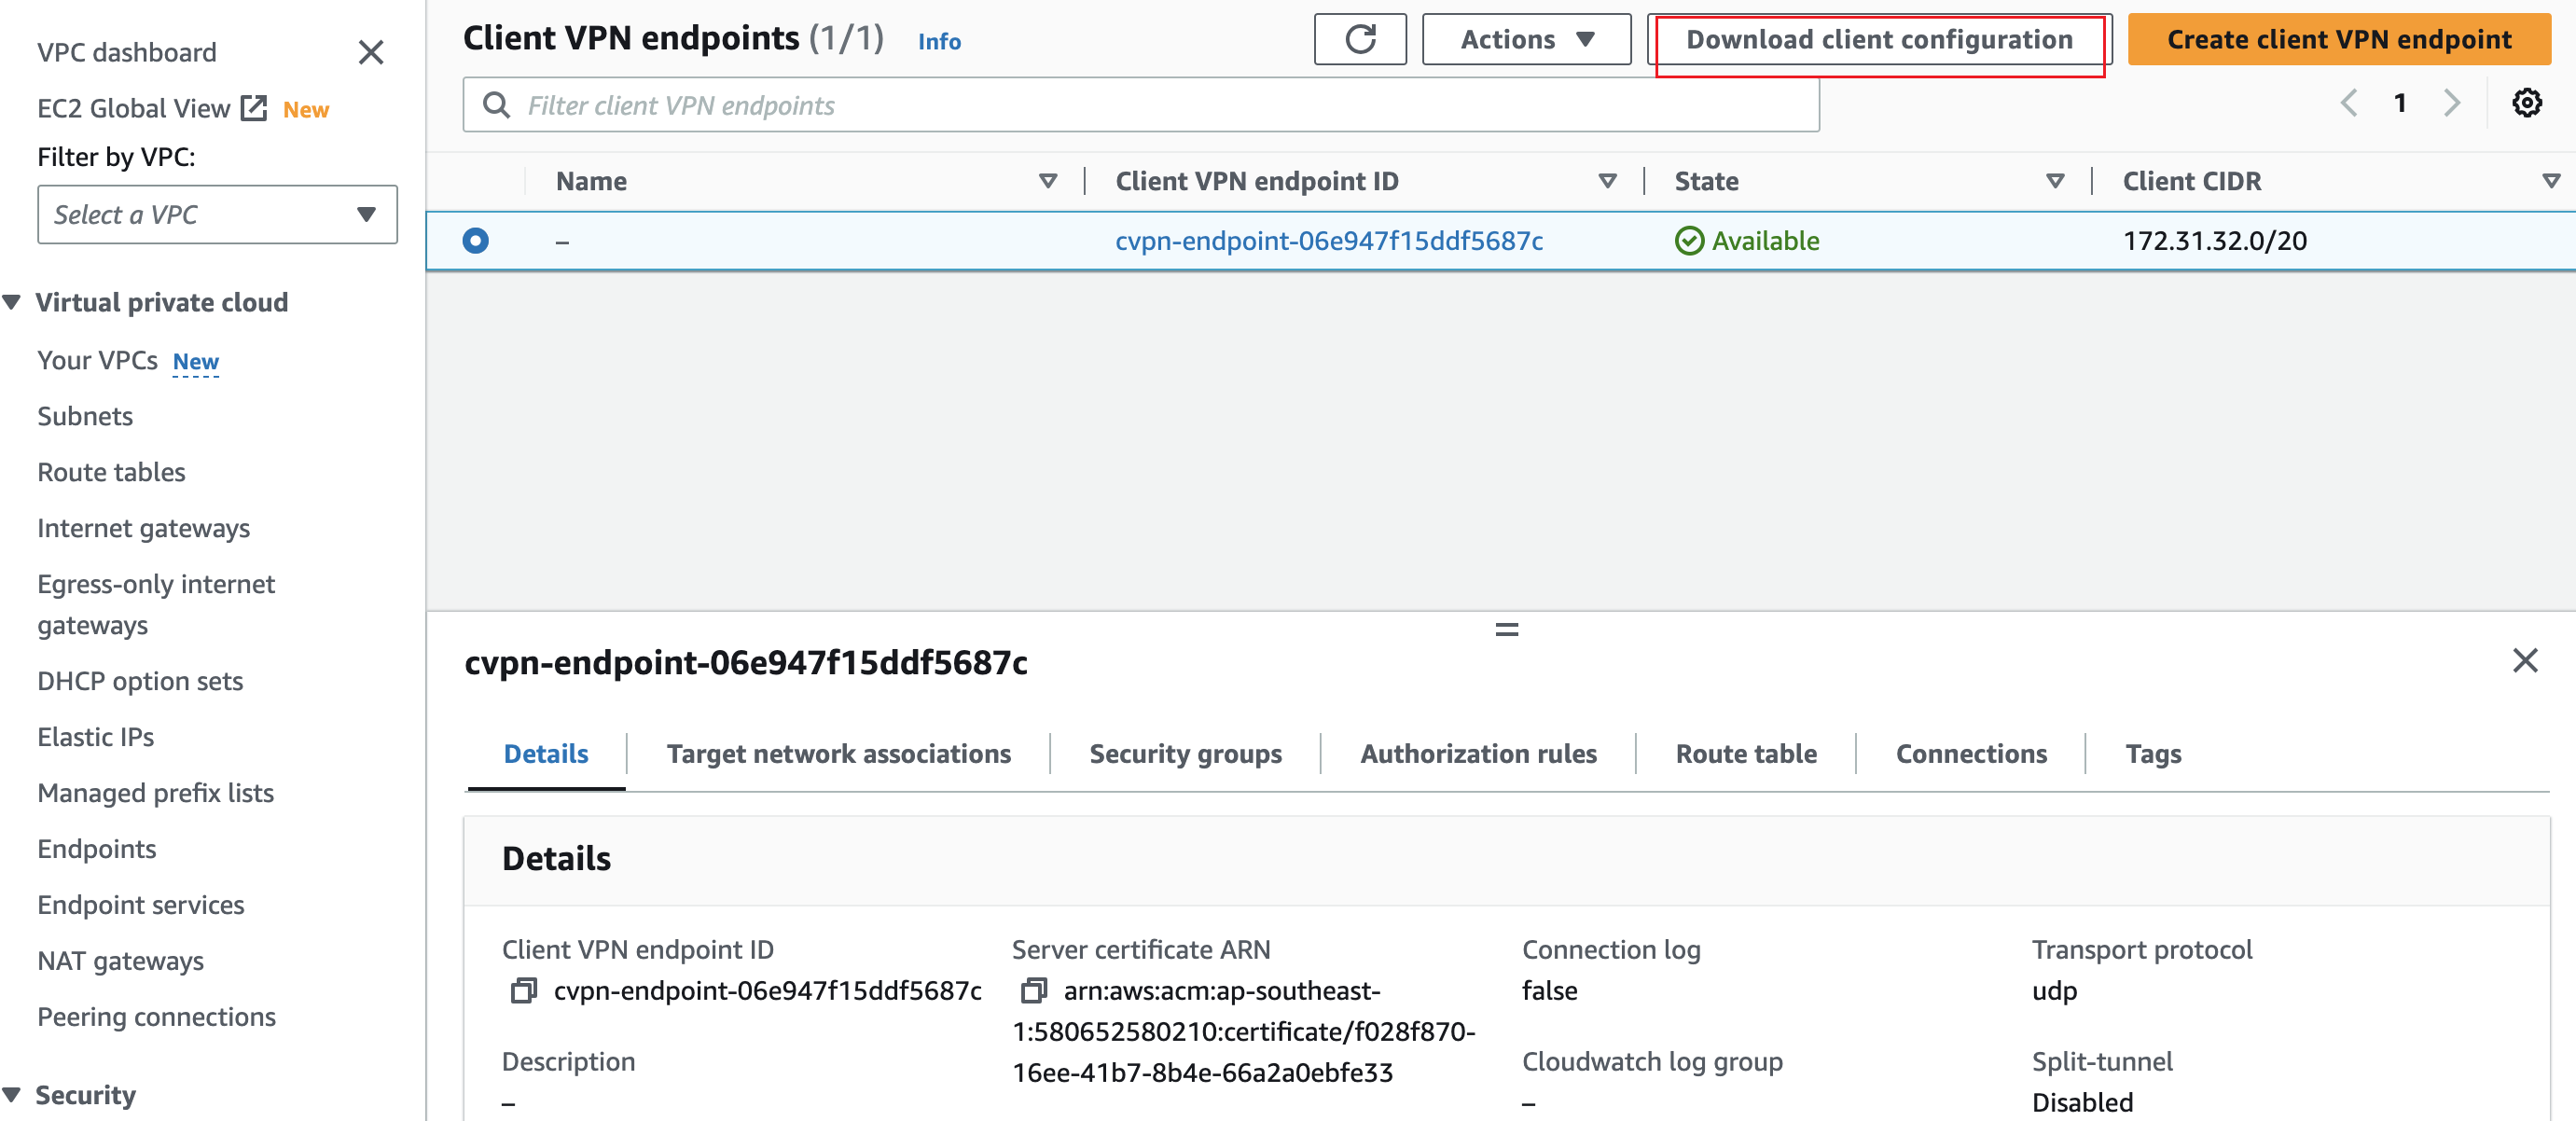 VPC dashboard
EC2 Global View New
Filter by VPC:
Select a VPC
Virtual private cloud
Your VPCs New
Subnets
Route tables
Internet gateways
Egress-only internet
gateways
DHCP option sets
Elastic IPs
Managed prefix lists
Endpoints
Endpoint services
NAT gateways
Peering connections
Security
Client VPN endpoints (1/1) Info
Actions
Download client configuration
Create client VPN endpoint
Filter client VPN endpoints
1
Name Client VPN endpoint ID State Client CIDR
– cvpn-endpoint-06e947f15ddf5687c Available 172.31.32.0/20
cvpn-endpoint-06e947f15ddf5687c
Details Target network associations Security groups Authorization rules Route table Connections Tags
Details
Client VPN endpoint ID
cvpn-endpoint-06e947f15ddf5687c
Description
–
Server certificate ARN
arn:aws:acm:ap-southeast-
1:580652580210:certificate/f028f870-
16ee-41b7-8b4e-66a2a0ebfe33
Connection log
false
Cloudwatch log group
–
Transport protocol
udp
Split-tunnel
Disabled